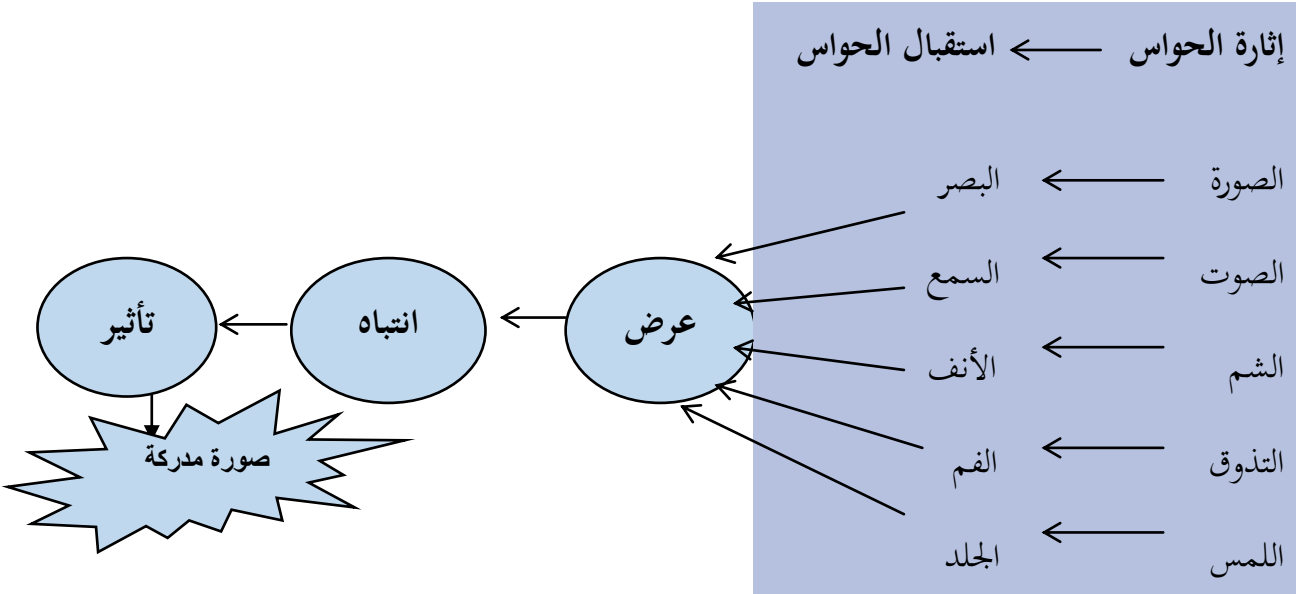 إثارة الحواس
استقبال الحواس
الصورة
البصر
الصوت
السمع
الشم
الأنف
التذوق
الفم
اللمس
الجلد
عرض
انتباه
تأثير
صورة مدركة